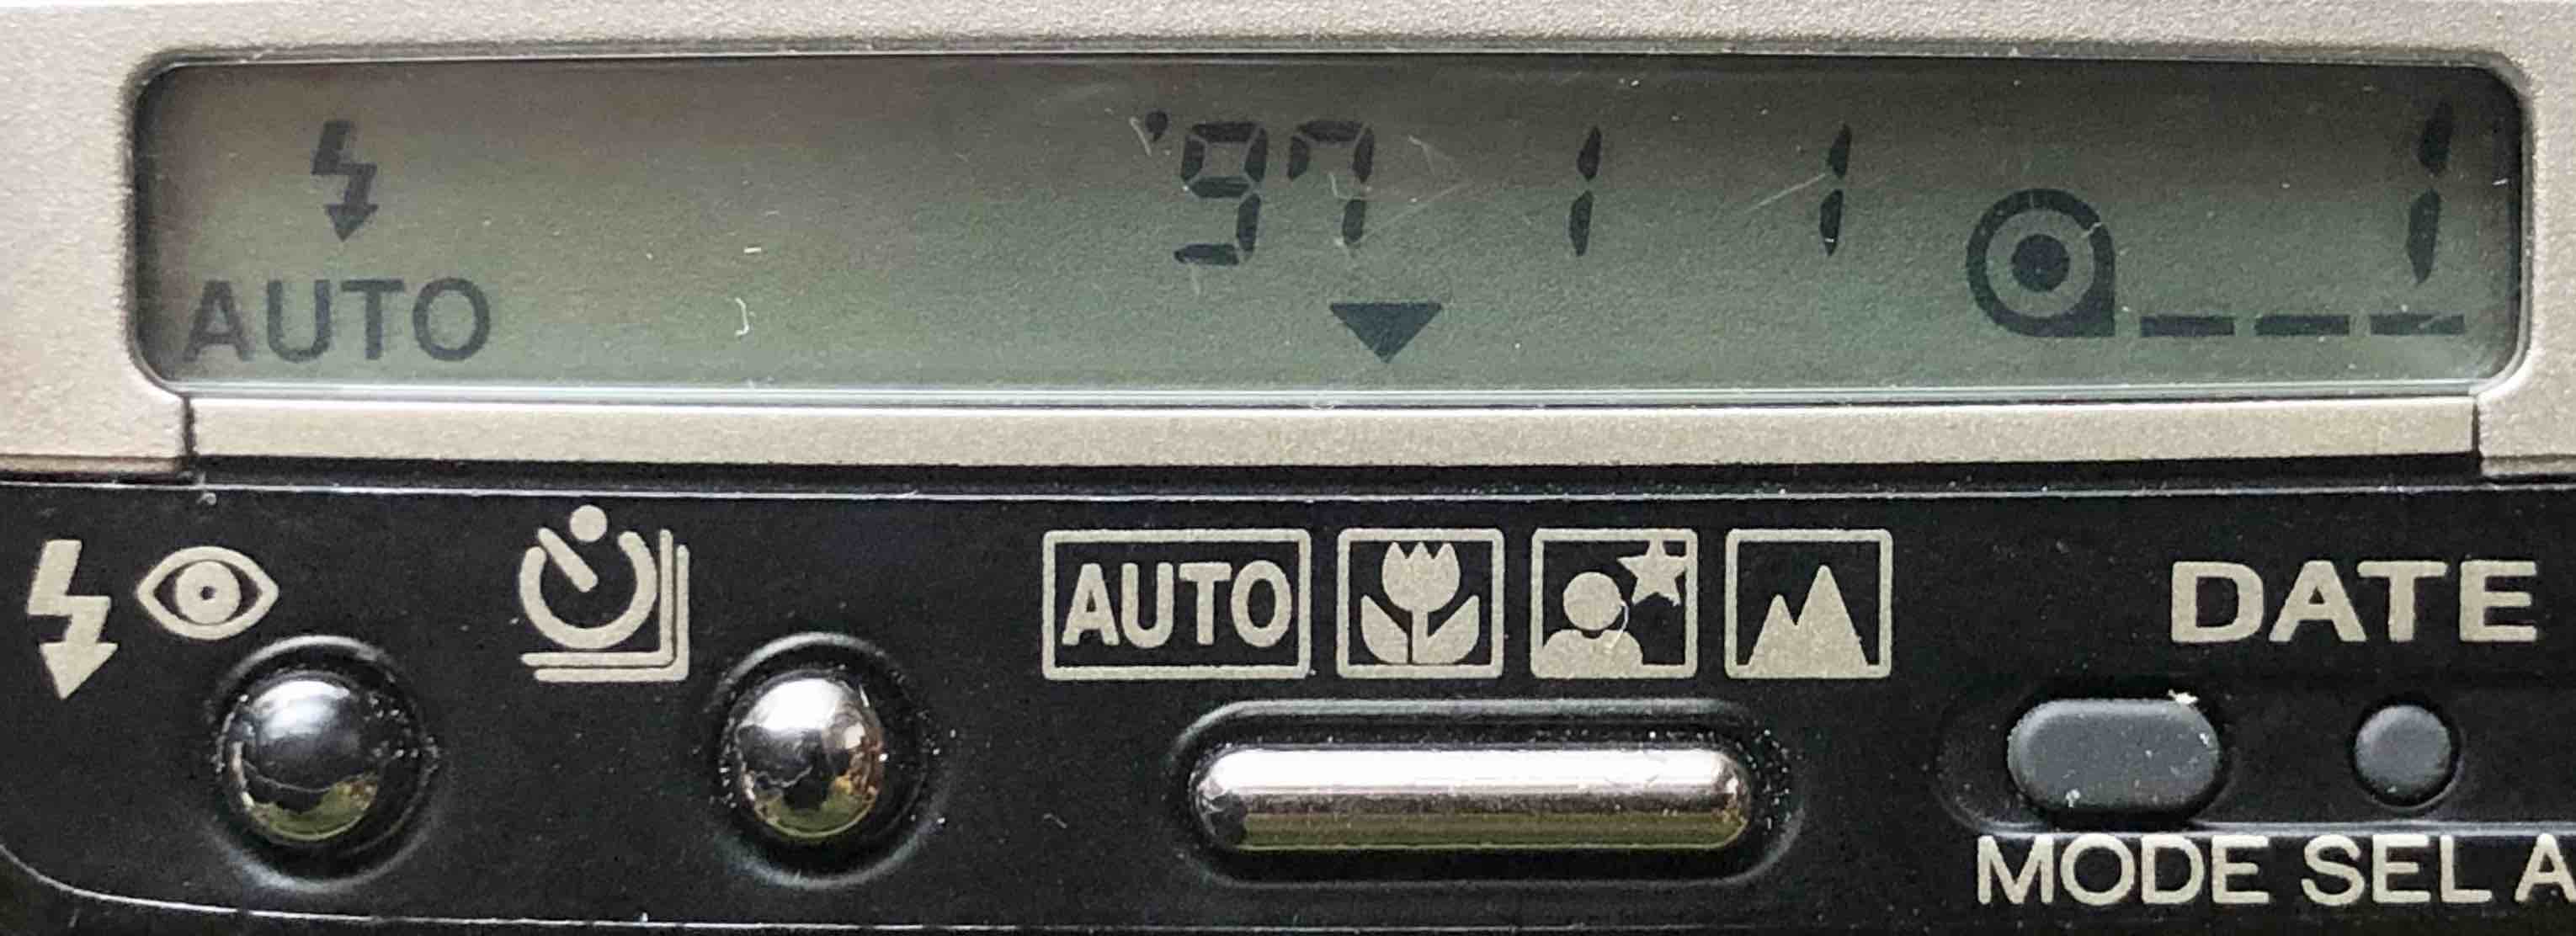 '97 1 1 1
AUTO
AUTO
DATE
MODE SEL A